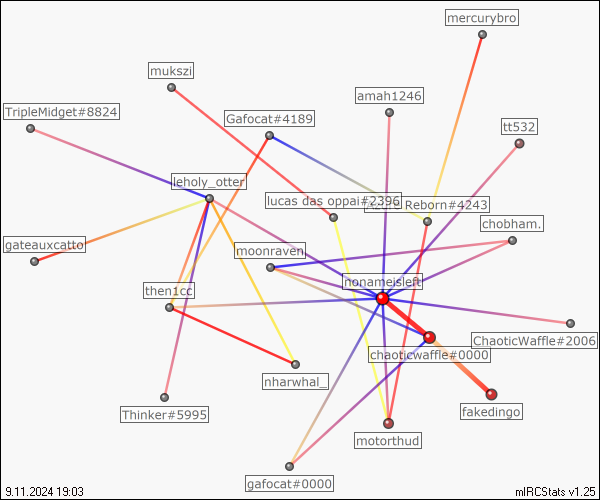 mercurybro
mukszi
amah1246
TripleMidget#8824
Gafocat#4189
tt532
leholy_otter
lucas das oppai#2396
Reborn#4243
chobham.
gateauxcatto
moonraven.
nonameisleft
then1cc
ChaoticWaffle#2006
chaoticwaffle#0000
nharwhal_
Thinker#5995
fakedingo
motorthud
gafocat#0000
9.11.2024 19:03
mIRCStats v1.25